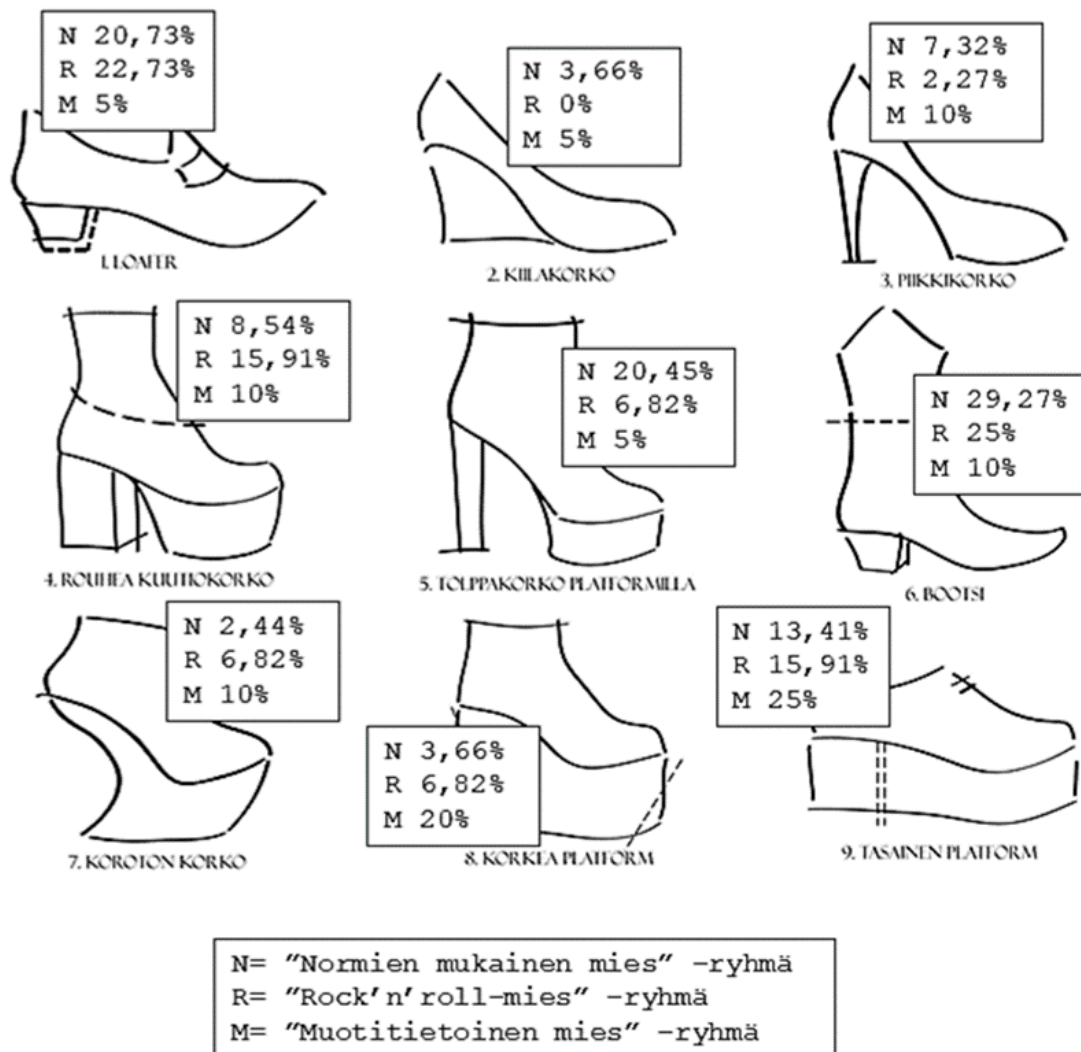 N 20,73%
R 22,73%
M 5%
1. LOAFER
N 3,66%
R 0%
M 5%
2. KIILAKORKO
N 7,32%
R 2,27%
M 10%
3. PIIKKIKORKO
N 8,54%
R 15,91%
M 10%
4. ROUHEA KUUTIOKORKO
N 20,45%
R 6,82%
M 5%
5. TOLPPAKORKO PLATFORMILLA
N 29,27%
R 25%
M 10%
6. BOOTSI
N 2,44%
R 6,82%
M 10%
7. KOROTON KORKO
N 3,66%
R 6,82%
M 20%
8. KORKEA PLATFORM
N 13,41%
R 15,91%
M 25%
9. TASAINEN PLATFORM
N= "Normien mukainen mies" -ryhmä
R= "Rock'n'roll-mies" -ryhmä
M= "Muotitietoinen mies" -ryhmä